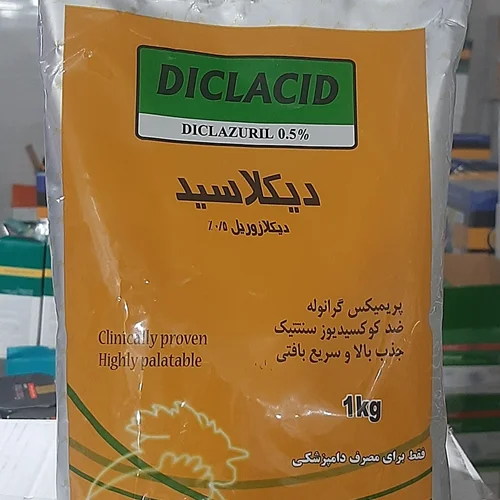 DICLACID
DICLAZURIL 0.5%
دیکلاسید
دیکلازوریل ۰/۵٪
پریمیکس گرانوله
ضد کوکسیدیوز سنتتیک
جذب بالا و سریع بافتی
Clinically proven
Highly palatable
1kg
فقط برای مصرف دامپزشکی